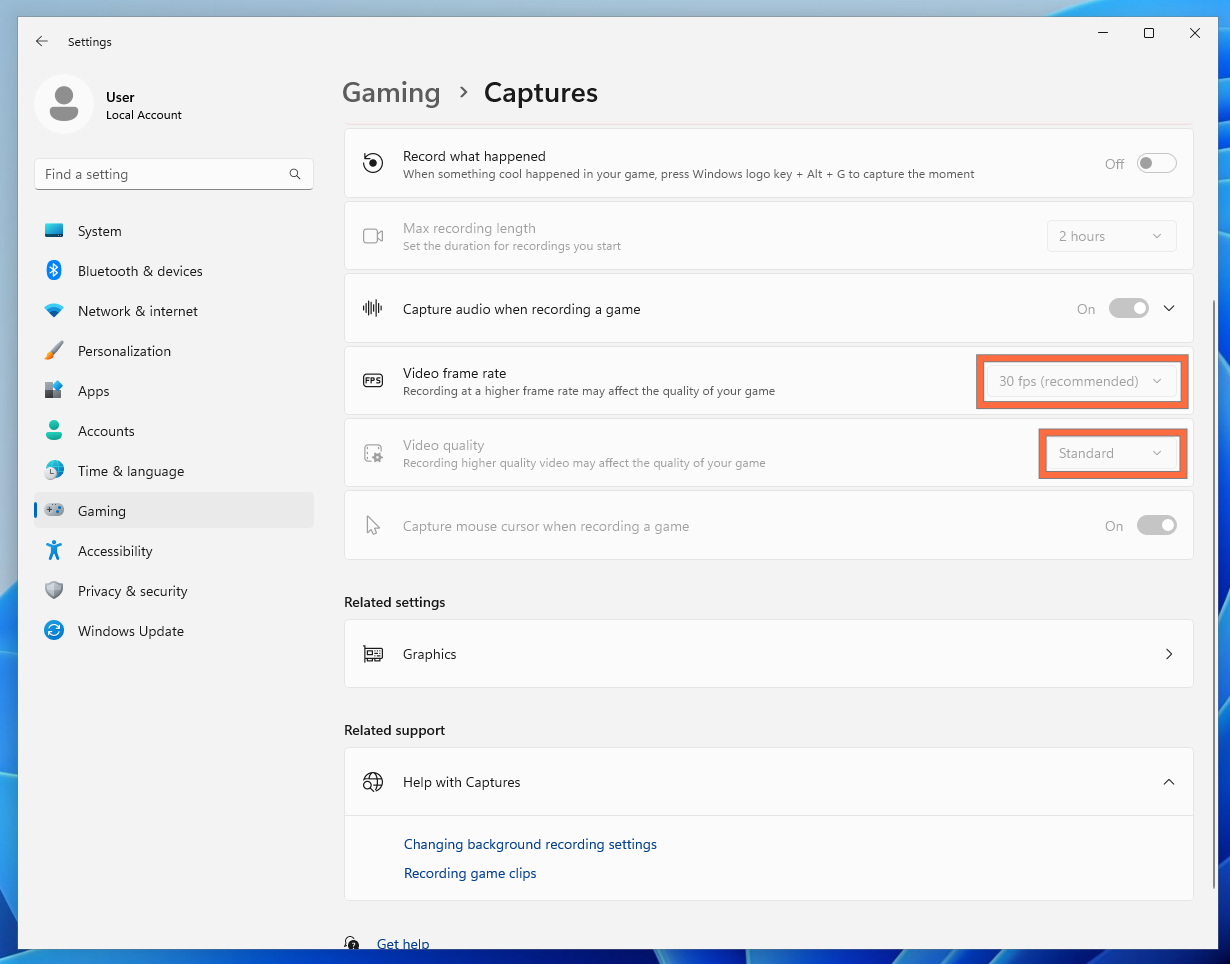 Settings
User
Local Account
Find a setting
System
Bluetooth & devices
Network & internet
Personalization
Apps
Accounts
Time & language
Gaming
Accessibility
Privacy & security
Windows Update
Gaming > Captures
Record what happened
When something cool happened in your game, press Windows logo key + Alt + G to capture the moment
Off
Max recording length
Set the duration for recordings you start
2 hours
Capture audio when recording a game
On
FPS
Video frame rate
Recording at a higher frame rate may affect the quality of your game
30 fps (recommended)
Video quality
Recording higher quality video may affect the quality of your game
Standard
Capture mouse cursor when recording a game
On
Related settings
Graphics
Related support
Help with Captures
Changing background recording settings
Recording game clips
Get help